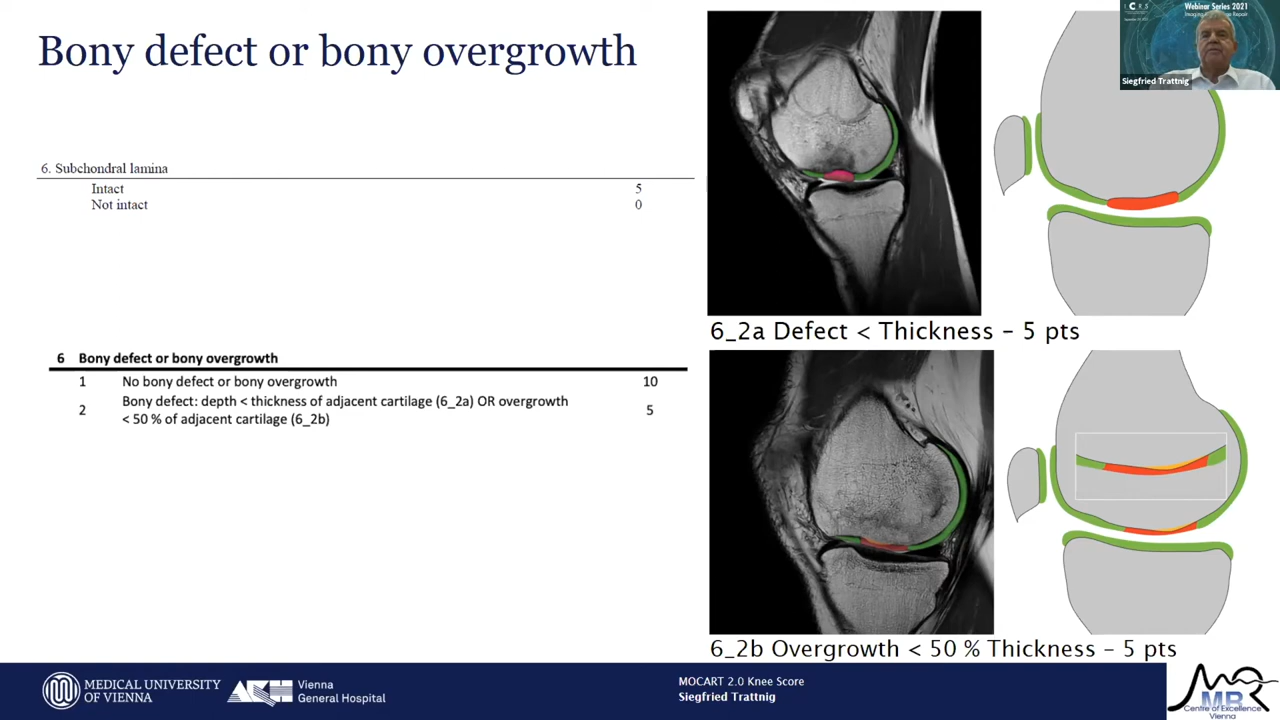 Bony defect or bony overgrowth
ICRS
Webinar Series 2021
Siegfried Trattnig
6. Subchondral lamina
Intact 5
Not intact 0
6_2a Defect < Thickness – 5 pts
6 Bony defect or bony overgrowth
1 No bony defect or bony overgrowth 10
2 Bony defect: depth < thickness of adjacent cartilage (6_2a) OR overgrowth
< 50 % of adjacent cartilage (6_2b) 5
6_2b Overgrowth < 50 % Thickness – 5 pts
MEDICAL UNIVERSITY
OF VIENNA
AKH
Vienna
General Hospital
MOCART 2.0 Knee Score
Siegfried Trattnig
MR
Centre of Excellence
Vienna